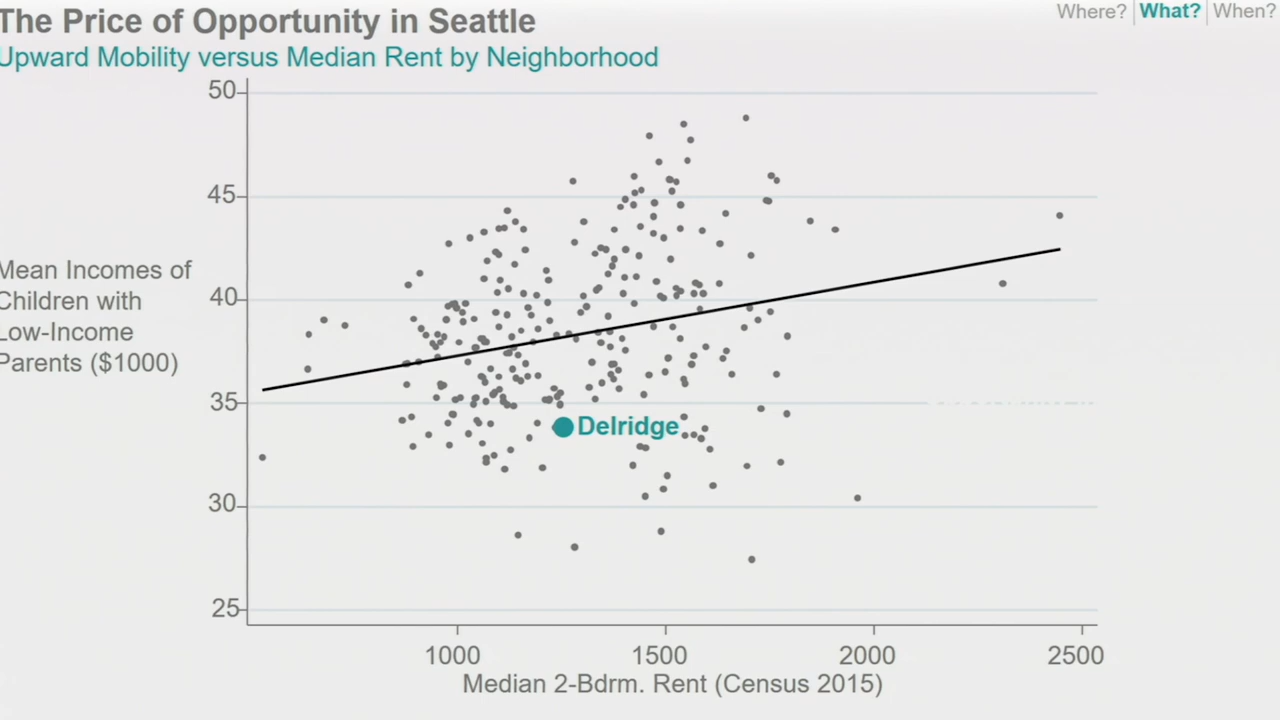 The Price of Opportunity in Seattle
Where? What? When?
Upward Mobility versus Median Rent by Neighborhood
50
45
Mean Incomes of
Children with
Low-Income
Parents ($1000)
40
35
Delridge
30
25
1000 1500 2000 2500
Median 2-Bdrm. Rent (Census 2015)